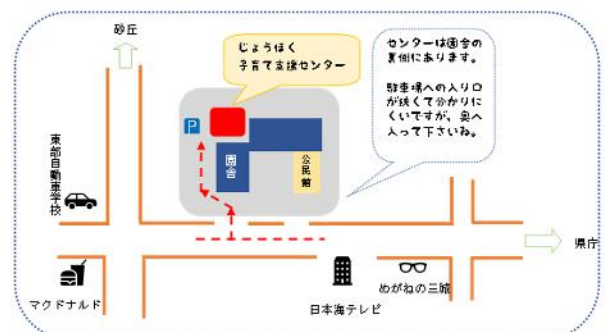 砂丘
じょうほく
子育て支援センター
センターは園舎の
裏側にあります。
駐車場への入り口
が狭くて分かりに
くいですが、奥へ
入って下さいね。
P
園舎
公民館
東部自動車学校
県庁
マクドナルド
日本海テレビ
めがねの三城